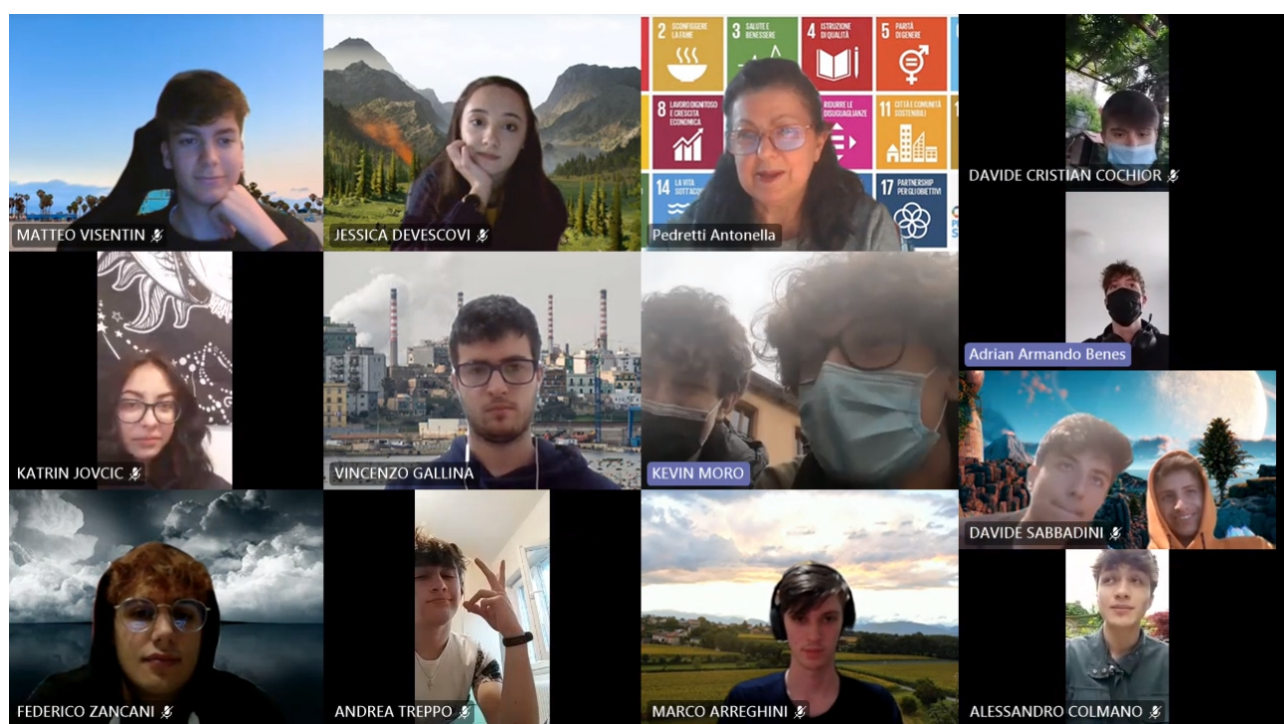 2 SCONFIGGERE
LA FAME
3 SALUTE E
BENESSERE
4 ISTRUZIONE
DI QUALITÀ
5 PARITÀ
DI GENERE
8 LAVORO DIGNITOSO
E CRESCITA
ECONOMICA
RIDURRE LE
DISUGUAGLIANZE
11 CITTÀ E COMUNITÀ
SOSTENIBILI
14 LA VITA
17 PARTNERSHIP
PER GLI OBIETTIVI
MATTEO VISENTIN
JESSICA DEVESCOVI
Pedretti Antonella
DAVIDE CRISTIAN COCHIOR
Adrian Armando Benes
KATRIN JOVCIC
VINCENZO GALLINA
KEVIN MORO
DAVIDE SABBADINI
FEDERICO ZANCANI
ANDREA TREPPO
MARCO ARREGHINI
ALESSANDRO COLMANO